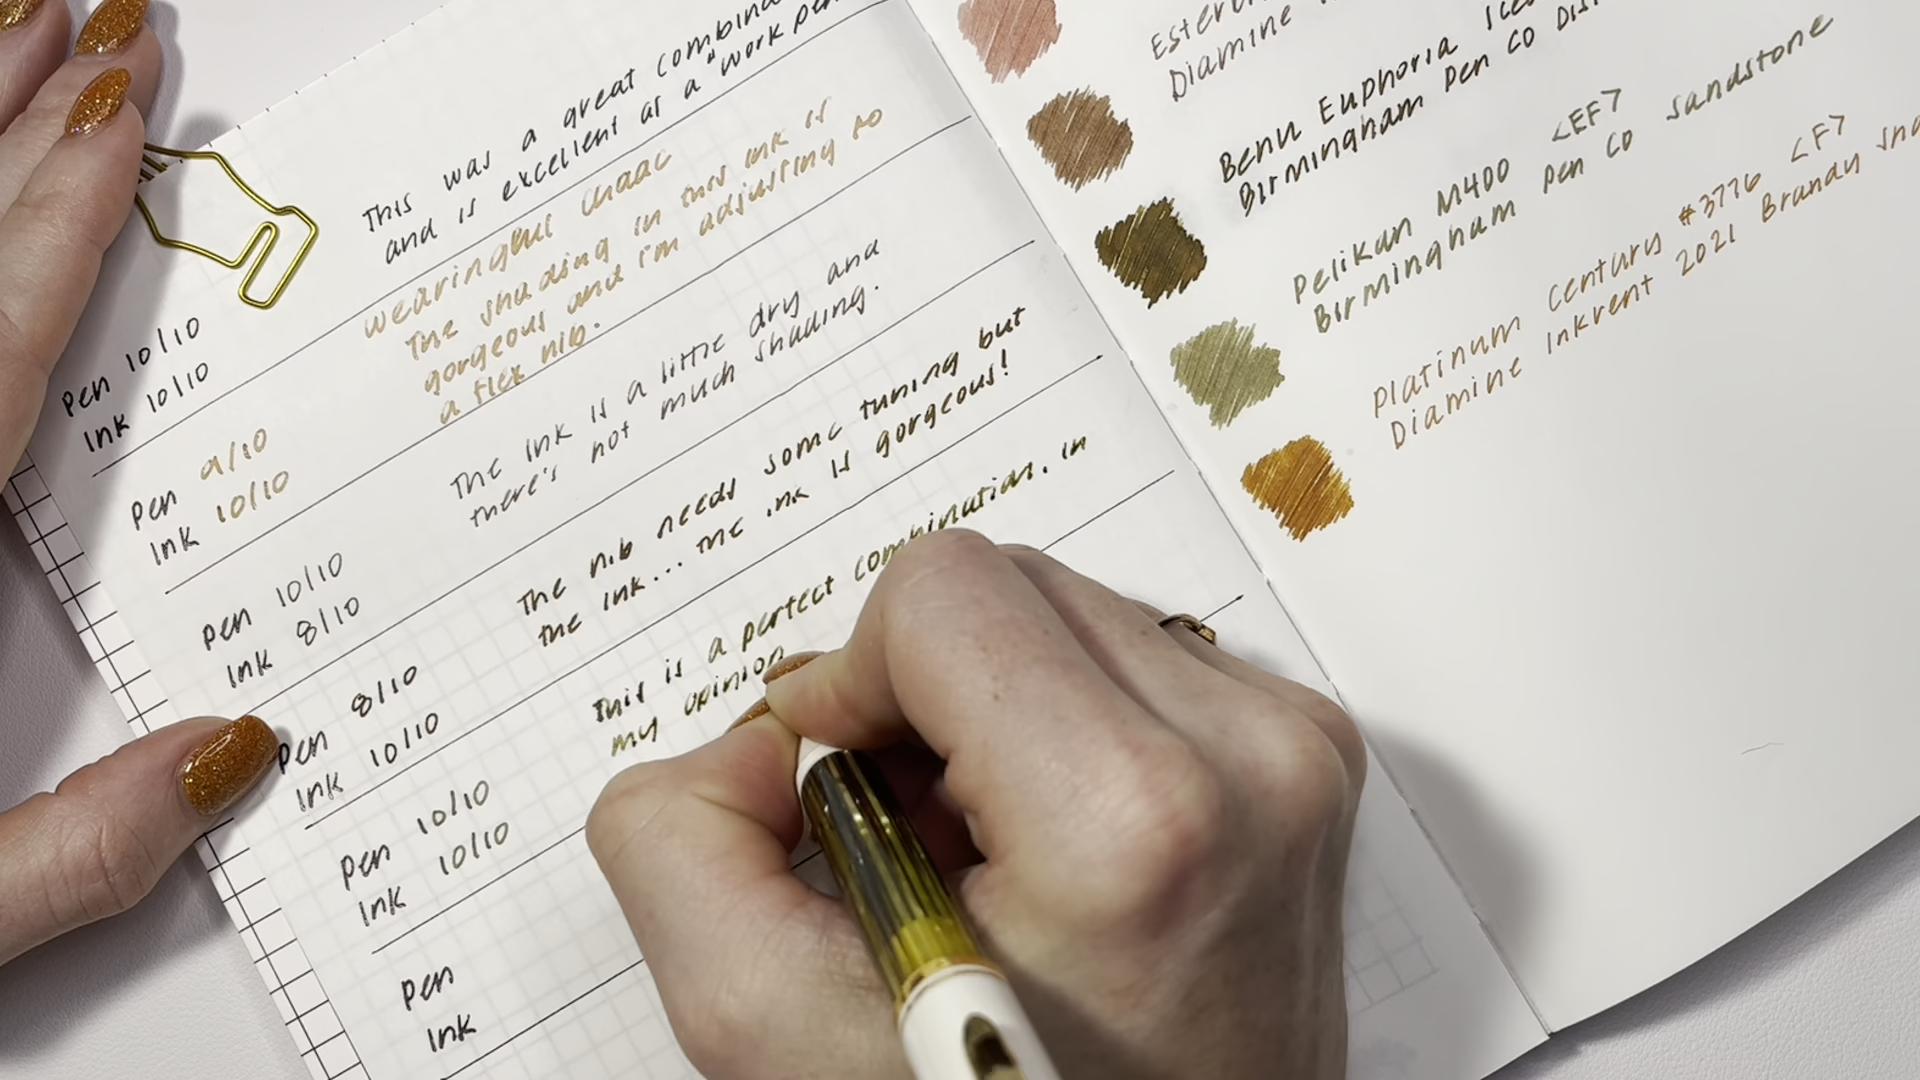 This was a great combina
and is excellent as a "work pen
Pen 10/10
Ink 10/10
wearingeul
The shading in this ink is
gorgeous and i'm adjusting to
a flex nib.
Pen 9/10
Ink 10/10
The ink is a little dry and
there's not much shading.
Pen 10/10
Ink 8/10
The nib needs some tuning but
the ink... the ink is gorgeous!
Pen 8/10
Ink 10/10
This is a perfect combination. in
my opinion
Pen 10/10
Ink 10/10
Pen
Ink
Diamine
Benu Euphoria
Birmingham Pen Co
Pelikan M400 <EF>
Birmingham Pen Co Sandstone
Platinum Century #3776 <F>
Diamine Inkvent 2021 Brandy Sna